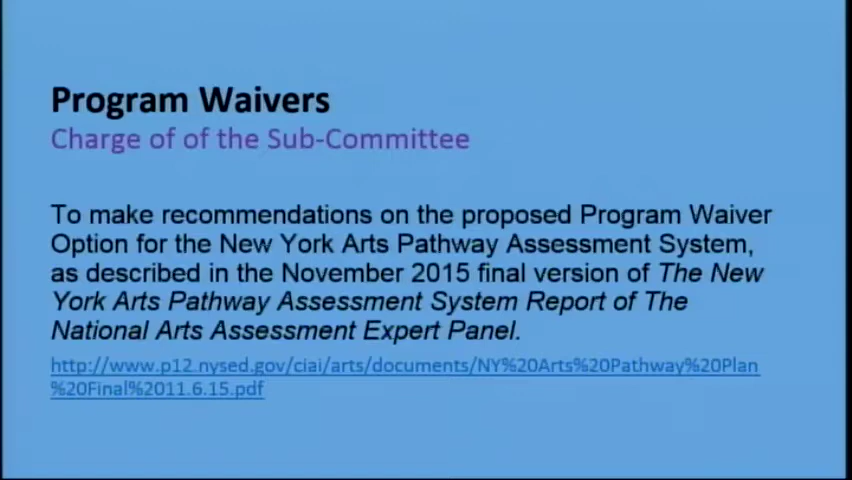 Program Waivers
Charge of of the Sub-Committee
To make recommendations on the proposed Program Waiver
Option for the New York Arts Pathway Assessment System,
as described in the November 2015 final version of The New
York Arts Pathway Assessment System Report of The
National Arts Assessment Expert Panel.
http://www.p12.nysed.gov/ciai/arts/documents/NY%20Arts%20Pathway%20Plan
%20Final%2011.6.15.pdf